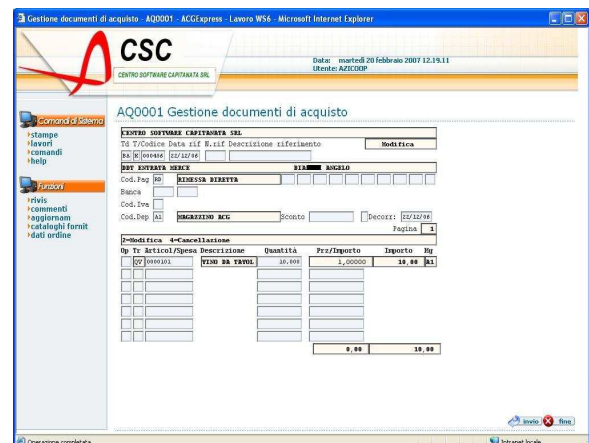 Gestione documenti di acquisto - AQ0001 - ACGExpress - Lavoro WS6 - Microsoft Internet Explorer
CSC
CENTRO SOFTWARE CAPITANATA SRL
Data: martedì 20 febbraio 2007 12.19.11
Utente: AZICOOP
AQ0001 Gestione documenti di acquisto
Comandi di Sistema
stampe
lavori
comandi
help
Funzioni
rivis
commenti
aggiornam
cataloghi fornit
dati ordine
CENTRO SOFTWARE CAPITANATA SRL
Td T/Codice Data rif N.rif Descrizione riferimento Modifica
22/12/06
DDT ENTRATA MERCE ANGELO
Cod.Pag RD RIMESSA DIRETTA
Banca
Cod.Iva
Cod.Dep A1 MAGAZZINO ACG Sconto Decorr: 22/12/06
Pagina 1
2=Modifica 4=Cancellazione
Op Tr Articol/Spesa Descrizione Quantità Prz/Importo Importo Mg
QV 0000101 VINO DA TAVOL 10,000 1,00000 10,00 A1
0,00 10,00
invio fine
Operazione completata
Intranet locale